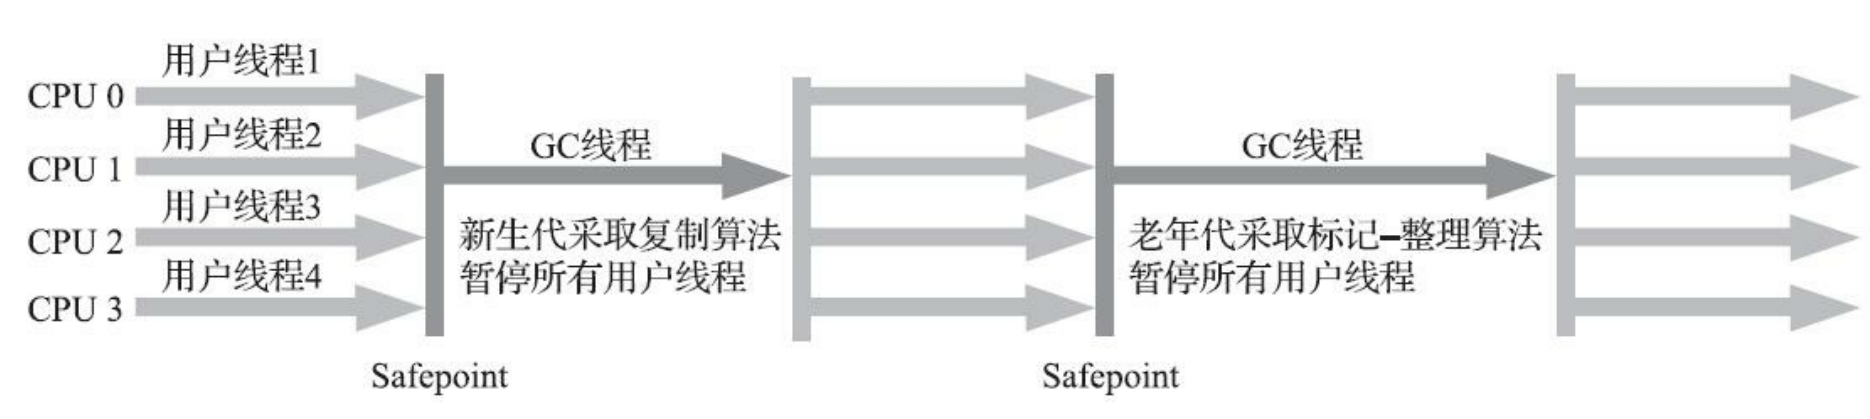 用户线程1
CPU 0
用户线程2
CPU 1
用户线程3
CPU 2
用户线程4
CPU 3
GC线程
新生代采取复制算法
暂停所有用户线程
Safepoint
GC线程
老年代采取标记–整理算法
暂停所有用户线程
Safepoint